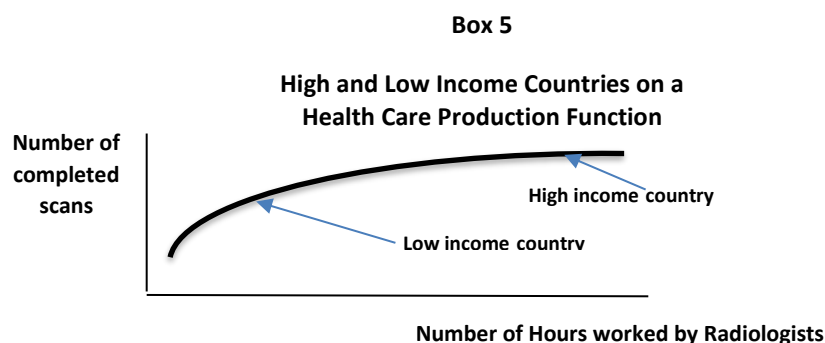 Box 5
High and Low Income Countries on a
Health Care Production Function
Number of
completed
scans
High income country
Low income country
Number of Hours worked by Radiologists